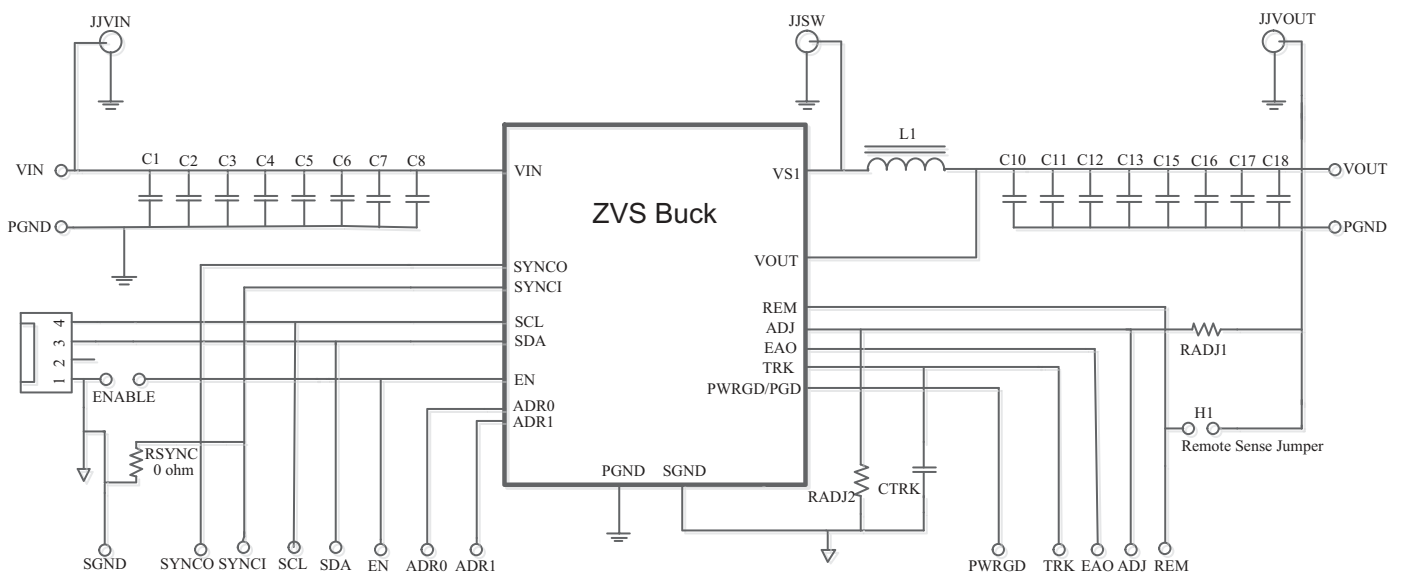 JJVIN
JJSW
JJVOUT
VIN
C1 C2 C3 C4 C5 C6 C7 C8
VIN
ZVS Buck
VS1
L1
C10 C11 C12 C13 C15 C16 C17 C18
VOUT
PGND
PGND
VOUT
SYNCO
SYNCI
SCL
SDA
EN
ADR0
ADR1
REM
ADJ
EAO
TRK
PWRGD/PGD
RADJ1
4
3
2
1
ENABLE
RSYNC
0 ohm
PGND
SGND
RADJ2
CTRK
H1
Remote Sense Jumper
SGND
SYNCO
SYNCI
SCL
SDA
EN
ADR0
ADR1
PWRGD
TRK
EAO
ADJ
REM